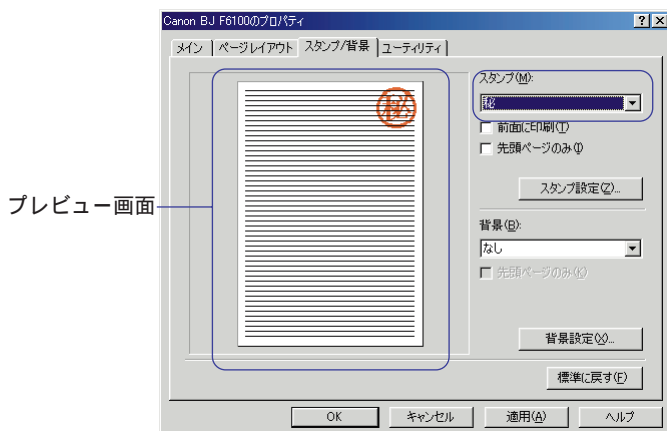 Canon BJ F6100のプロパティ
メイン ページレイアウト スタンプ/背景 ユーティリティ
スタンプ(M):
秘
秘
前面に印刷(T)
先頭ページのみ(I)
スタンプ設定(Z)...
プレビュー画面
背景(B):
なし
先頭ページのみ(K)
背景設定(X)...
標準に戻す(F)
OK キャンセル 適用(A) ヘルプ